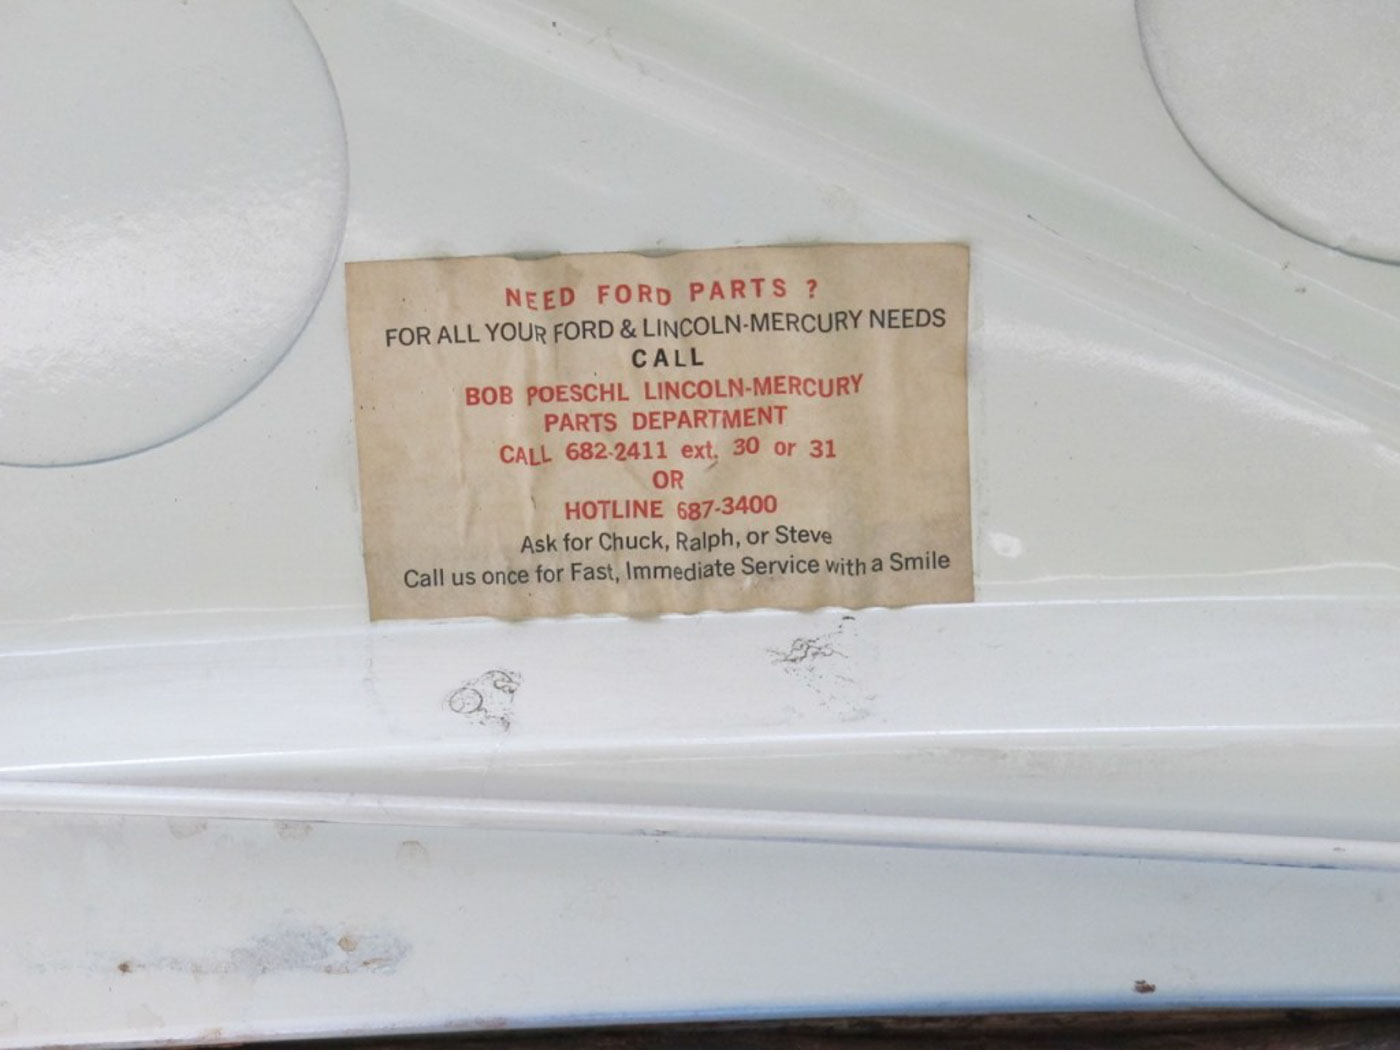 NEED FORD PARTS ?
FOR ALL YOUR FORD & LINCOLN-MERCURY NEEDS
CALL
BOB POESCHL LINCOLN-MERCURY
PARTS DEPARTMENT
CALL 682-2411 ext. 30 or 31
OR
HOTLINE 687-3400
Ask for Chuck, Ralph, or Steve
Call us once for Fast, Immediate Service with a Smile